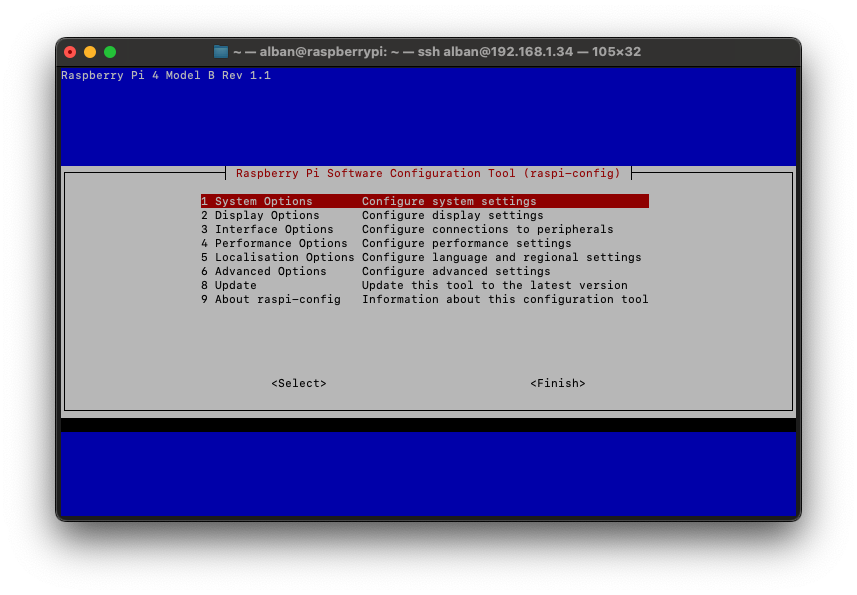 ~ — alban@raspberrypi: ~ — ssh alban@192.168.1.34 — 105×32
Raspberry Pi 4 Model B Rev 1.1
Raspberry Pi Software Configuration Tool (raspi-config)
1 System Options Configure system settings
2 Display Options Configure display settings
3 Interface Options Configure connections to peripherals
4 Performance Options Configure performance settings
5 Localisation Options Configure language and regional settings
6 Advanced Options Configure advanced settings
8 Update Update this tool to the latest version
9 About raspi-config Information about this configuration tool
<Select> <Finish>